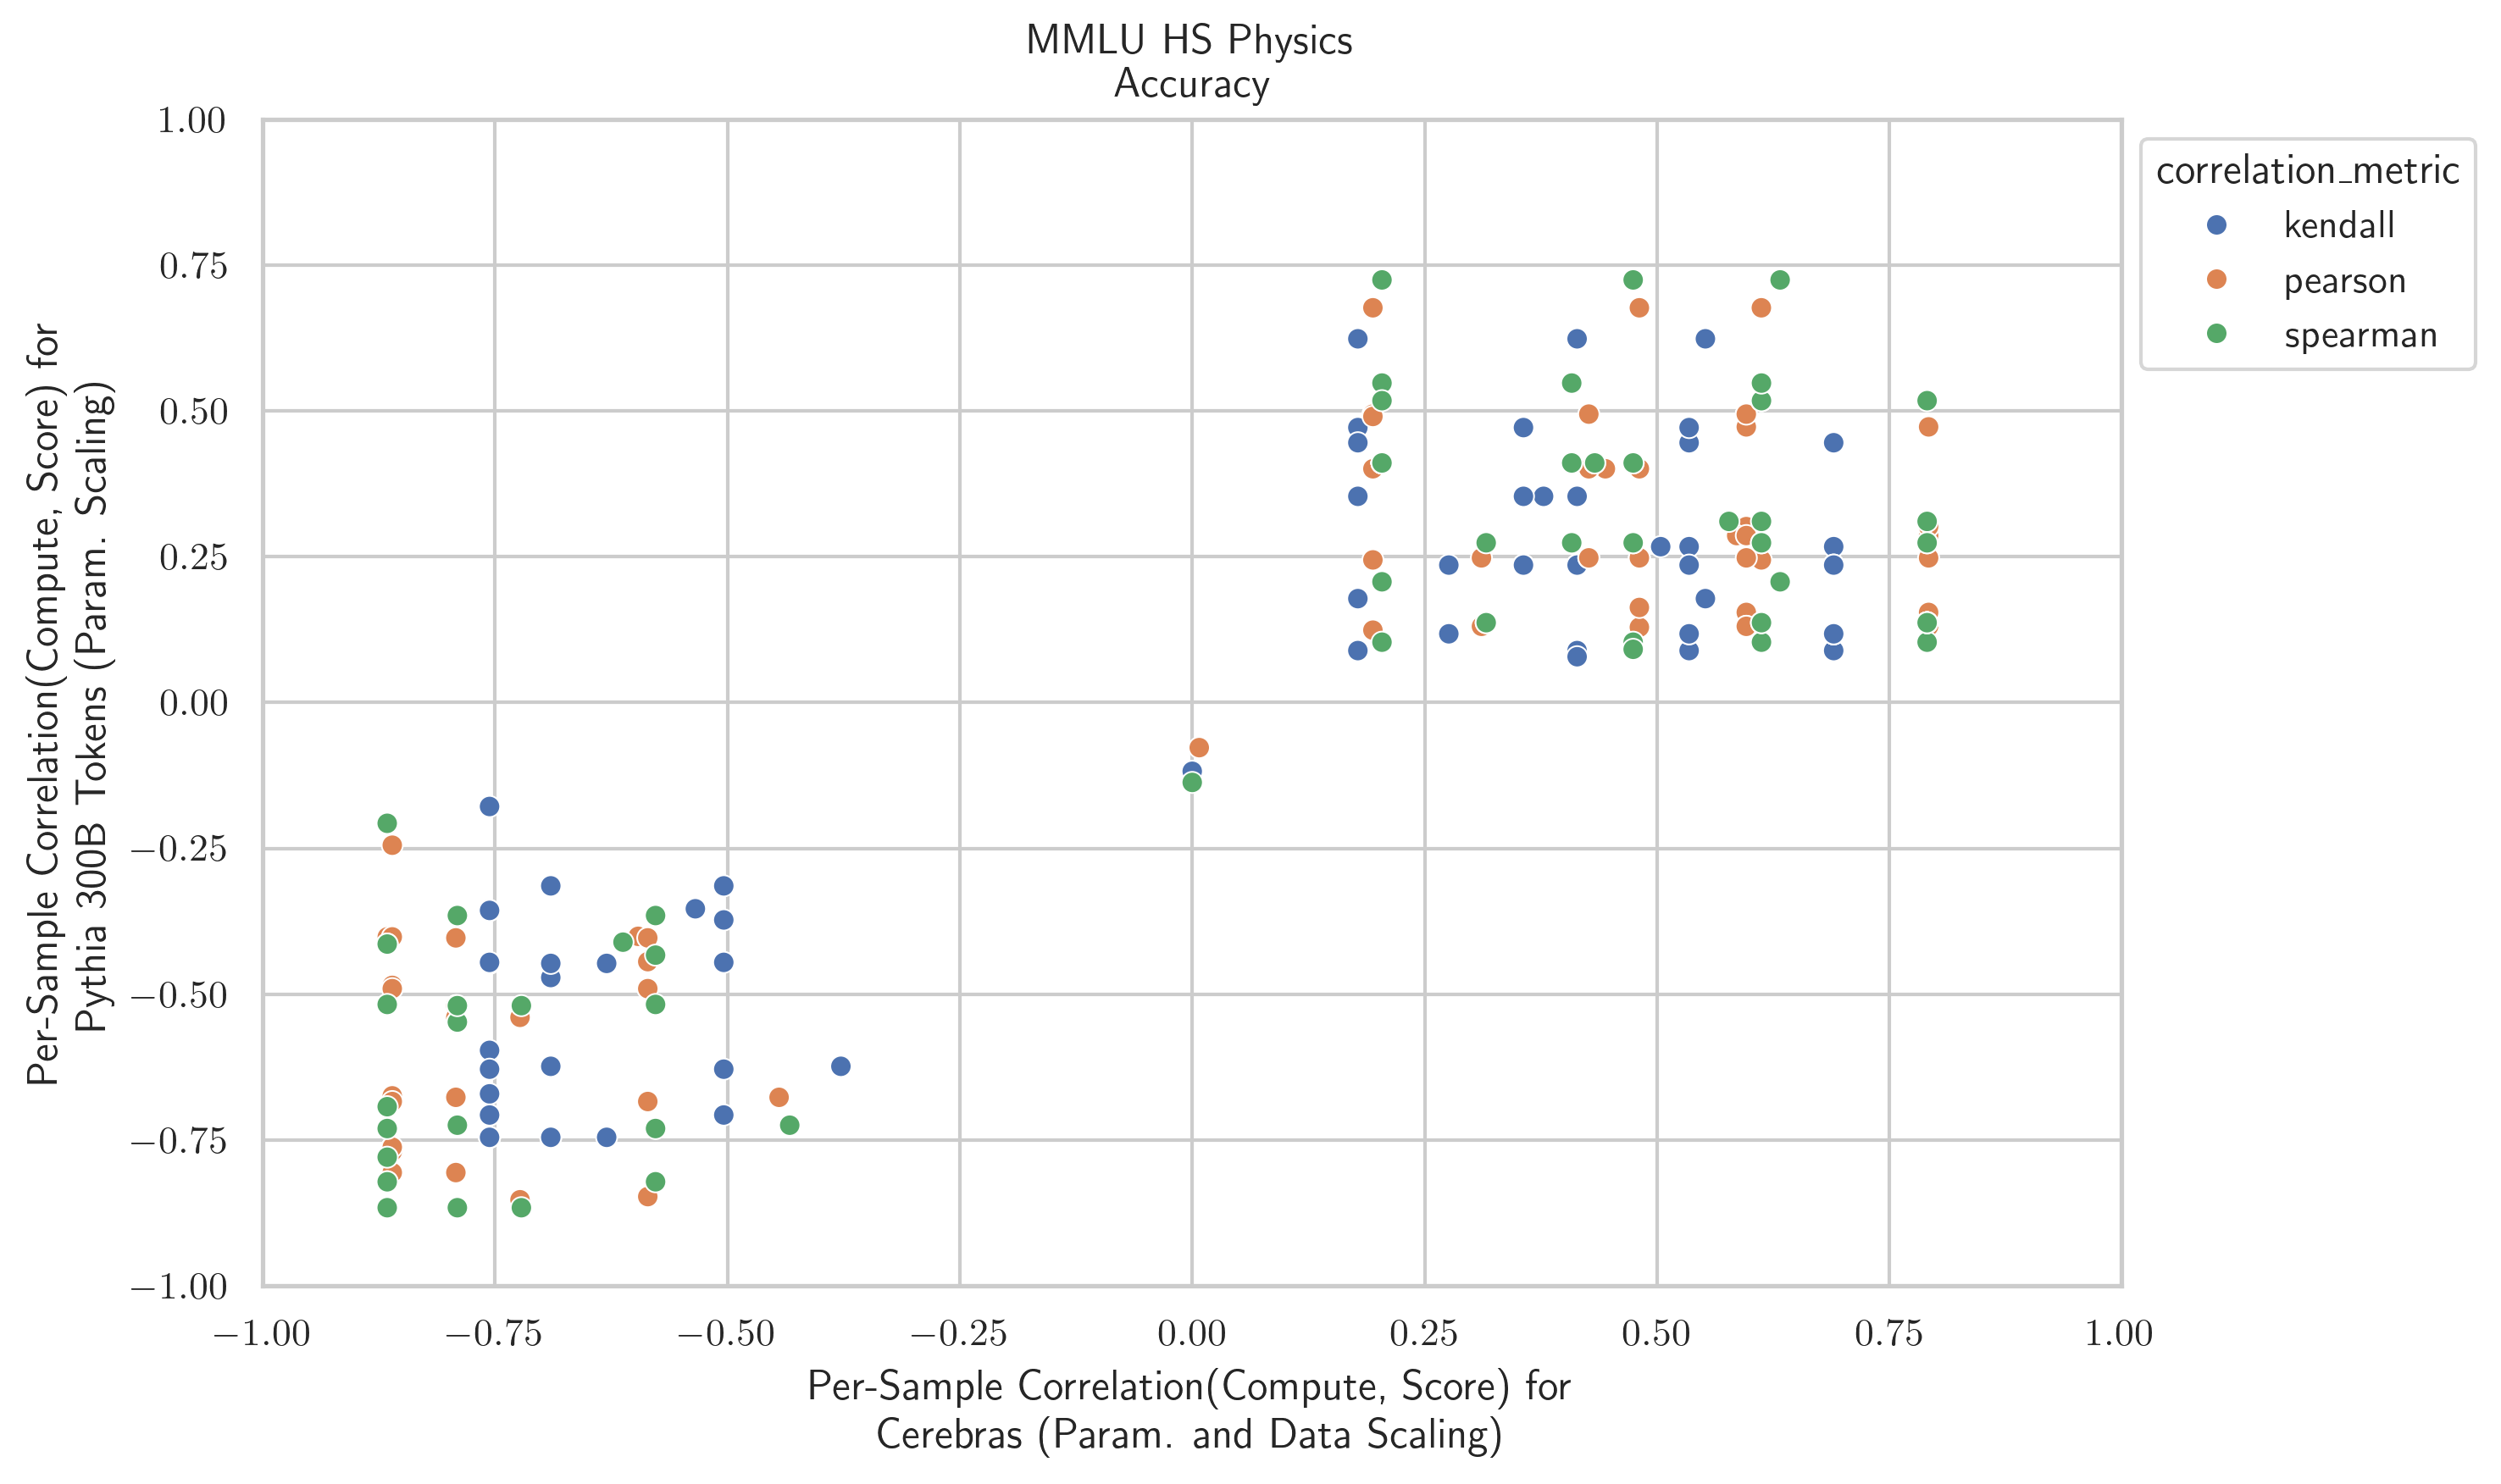 MMLU HS Physics
Accuracy
Per-Sample Correlation(Compute, Score) for
Pythia 300B Tokens (Param. Scaling)
1.00
0.75
0.50
0.25
0.00
−0.25
−0.50
−0.75
−1.00
−1.00 −0.75 −0.50 −0.25 0.00 0.25 0.50 0.75 1.00
Per-Sample Correlation(Compute, Score) for
Cerebras (Param. and Data Scaling)
correlation_metric
kendall
pearson
spearman